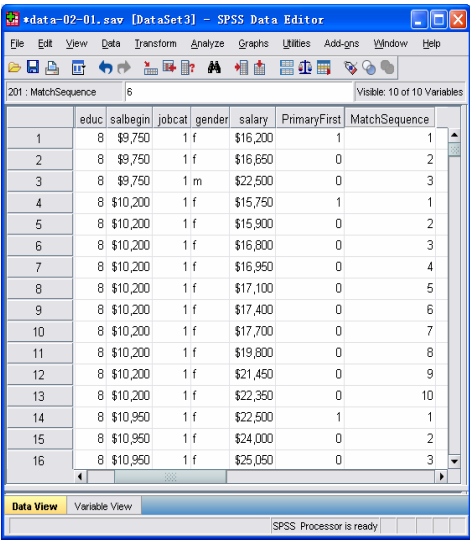 *data-02-01.sav [DataSet3] - SPSS Data Editor
File Edit View Data Transform Analyze Graphs Utilities Add-ons Window Help
201 : MatchSequence 6 Visible: 10 of 10 Variables
educ salbegin jobcat gender salary PrimaryFirst MatchSequence
1 8 $9,750 1 f $16,200 1 1
2 8 $9,750 1 f $16,650 0 2
3 8 $9,750 1 m $22,500 0 3
4 8 $10,200 1 f $15,750 1 1
5 8 $10,200 1 f $15,900 0 2
6 8 $10,200 1 f $16,800 0 3
7 8 $10,200 1 f $16,950 0 4
8 8 $10,200 1 f $17,100 0 5
9 8 $10,200 1 f $17,400 0 6
10 8 $10,200 1 f $17,700 0 7
11 8 $10,200 1 f $19,800 0 8
12 8 $10,200 1 f $21,450 0 9
13 8 $10,200 1 f $22,350 0 10
14 8 $10,950 1 f $22,500 1 1
15 8 $10,950 1 f $24,000 0 2
16 8 $10,950 1 f $25,050 0 3
Data View Variable View
SPSS Processor is ready